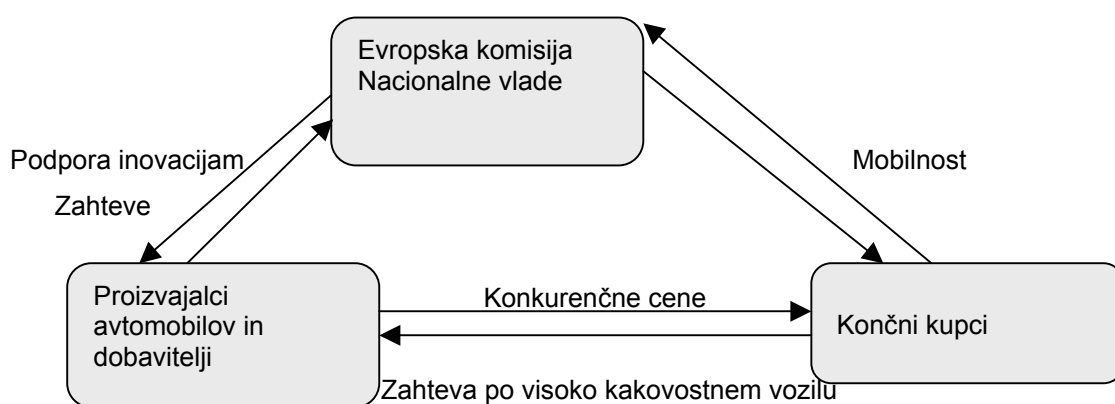 Evropska komisija
Nacionalne vlade
Podpora inovacijam
Mobilnost
Zahteve
Proizvajalci
avtomobilov in
dobavitelji
Konkurenčne cene
Končni kupci
Zahteva po visoko kakovostnem vozilu